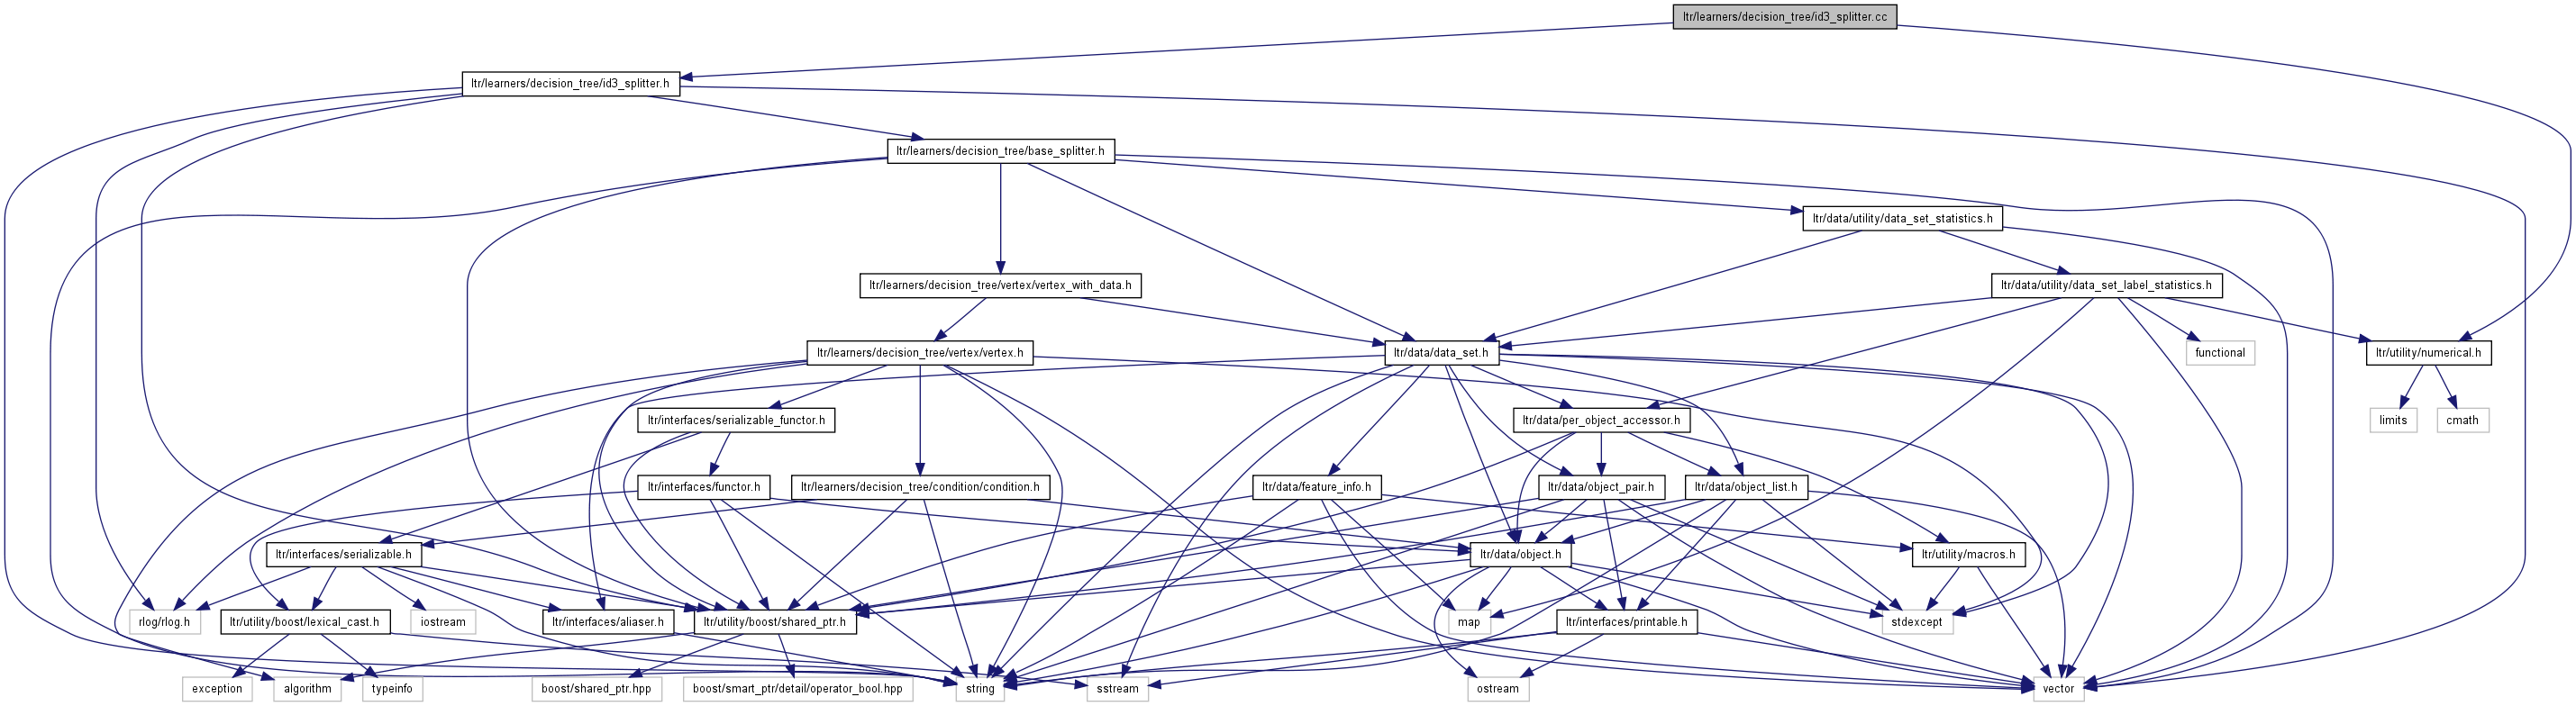 ltr/learners/decision_tree/id3_splitter.cc
ltr/learners/decision_tree/id3_splitter.h
ltr/learners/decision_tree/base_splitter.h
ltr/data/utility/data_set_statistics.h
ltr/learners/decision_tree/vertex/vertex_with_data.h
ltr/data/utility/data_set_label_statistics.h
ltr/learners/decision_tree/vertex/vertex.h
ltr/data/data_set.h
functional
ltr/utility/numerical.h
ltr/interfaces/serializable_functor.h
ltr/data/per_object_accessor.h
limits
cmath
ltr/interfaces/functor.h
ltr/learners/decision_tree/condition/condition.h
ltr/data/feature_info.h
ltr/data/object_pair.h
ltr/data/object_list.h
ltr/interfaces/serializable.h
ltr/data/object.h
ltr/utility/macros.h
rlog/rlog.h
ltr/utility/boost/lexical_cast.h
iostream
ltr/interfaces/aliaser.h
ltr/utility/boost/shared_ptr.h
map
ltr/interfaces/printable.h
stdexcept
exception
algorithm
typeinfo
boost/shared_ptr.hpp
boost/smart_ptr/detail/operator_bool.hpp
string
sstream
ostream
vector